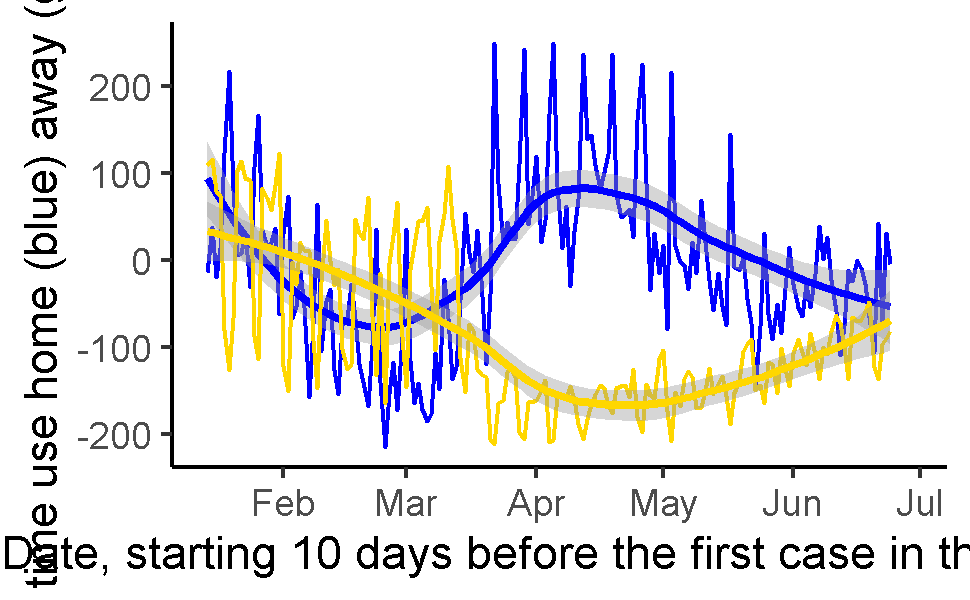 time use home (blue) away (
200
100
0
-100
-200
Feb Mar Apr May Jun Jul
Date, starting 10 days before the first case in th